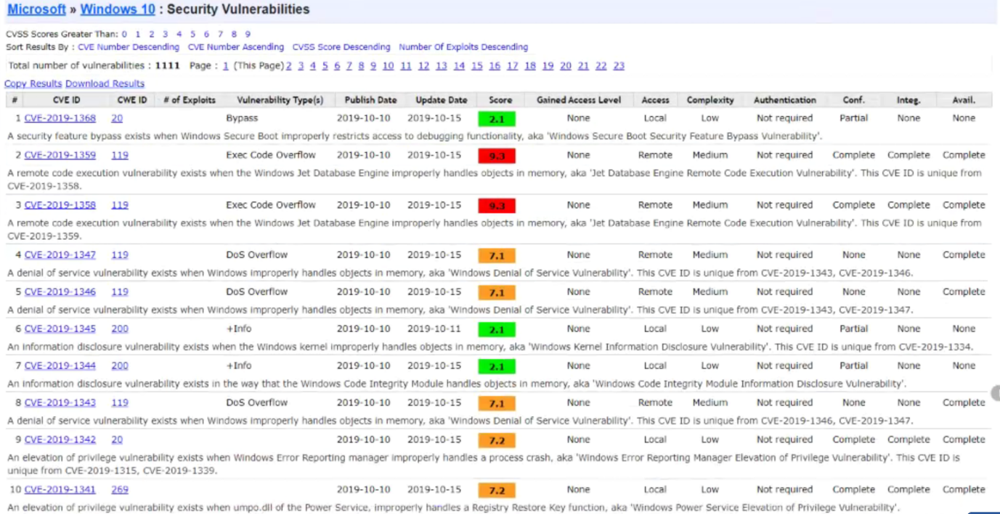 Microsoft » Windows 10 : Security Vulnerabilities
CVSS Scores Greater Than: 0 1 2 3 4 5 6 7 8 9
Sort Results By : CVE Number Descending CVE Number Ascending CVSS Score Descending Number Of Exploits Descending
Total number of vulnerabilities : 1111 Page : 1 (This Page) 2 3 4 5 6 7 8 9 10 11 12 13 14 15 16 17 18 19 20 21 22 23
Copy Results Download Results
# CVE ID CWE ID # of Exploits Vulnerability Type(s) Publish Date Update Date Score Gained Access Level Access Complexity Authentication Conf. Integ. Avail.
1 CVE-2019-1368 20 Bypass 2019-10-10 2019-10-15 2.1 None Local Low Not required Partial None None
A security feature bypass exists when Windows Secure Boot improperly restricts access to debugging functionality, aka 'Windows Secure Boot Security Feature Bypass Vulnerability'.
2 CVE-2019-1359 119 Exec Code Overflow 2019-10-10 2019-10-15 9.3 None Remote Medium Not required Complete Complete Complete
A remote code execution vulnerability exists when the Windows Jet Database Engine improperly handles objects in memory, aka 'Jet Database Engine Remote Code Execution Vulnerability'. This CVE ID is unique from
CVE-2019-1358.
3 CVE-2019-1358 119 Exec Code Overflow 2019-10-10 2019-10-15 9.3 None Remote Medium Not required Complete Complete Complete
A remote code execution vulnerability exists when the Windows Jet Database Engine improperly handles objects in memory, aka 'Jet Database Engine Remote Code Execution Vulnerability'. This CVE ID is unique from
CVE-2019-1359.
4 CVE-2019-1347 119 DoS Overflow 2019-10-10 2019-10-15 7.1 None Remote Medium Not required None None Complete
A denial of service vulnerability exists when Windows improperly handles objects in memory, aka 'Windows Denial of Service Vulnerability'. This CVE ID is unique from CVE-2019-1343, CVE-2019-1346.
5 CVE-2019-1346 119 DoS Overflow 2019-10-10 2019-10-15 7.1 None Remote Medium Not required None None Complete
A denial of service vulnerability exists when Windows improperly handles objects in memory, aka 'Windows Denial of Service Vulnerability'. This CVE ID is unique from CVE-2019-1343, CVE-2019-1347.
6 CVE-2019-1345 200 +Info 2019-10-10 2019-10-11 2.1 None Local Low Not required Partial None None
An information disclosure vulnerability exists when the Windows kernel improperly handles objects in memory, aka 'Windows Kernel Information Disclosure Vulnerability'. This CVE ID is unique from CVE-2019-1334.
7 CVE-2019-1344 200 +Info 2019-10-10 2019-10-15 2.1 None Local Low Not required Partial None None
An information disclosure vulnerability exists in the way that the Windows Code Integrity Module handles objects in memory, aka 'Windows Code Integrity Module Information Disclosure Vulnerability'.
8 CVE-2019-1343 119 DoS Overflow 2019-10-10 2019-10-15 7.1 None Remote Medium Not required None None Complete
A denial of service vulnerability exists when Windows improperly handles objects in memory, aka 'Windows Denial of Service Vulnerability'. This CVE ID is unique from CVE-2019-1346, CVE-2019-1347.
9 CVE-2019-1342 20 2019-10-10 2019-10-15 7.2 None Local Low Not required Complete Complete Complete
An elevation of privilege vulnerability exists when Windows Error Reporting manager improperly handles a process crash, aka 'Windows Error Reporting Manager Elevation of Privilege Vulnerability'. This CVE ID is
unique from CVE-2019-1315, CVE-2019-1339.
10 CVE-2019-1341 269 2019-10-10 2019-10-15 7.2 None Local Low Not required Complete Complete Complete
An elevation of privilege vulnerability exists when umpo.dll of the Power Service, improperly handles a Registry Restore Key function, aka 'Windows Power Service Elevation of Privilege Vulnerability'.